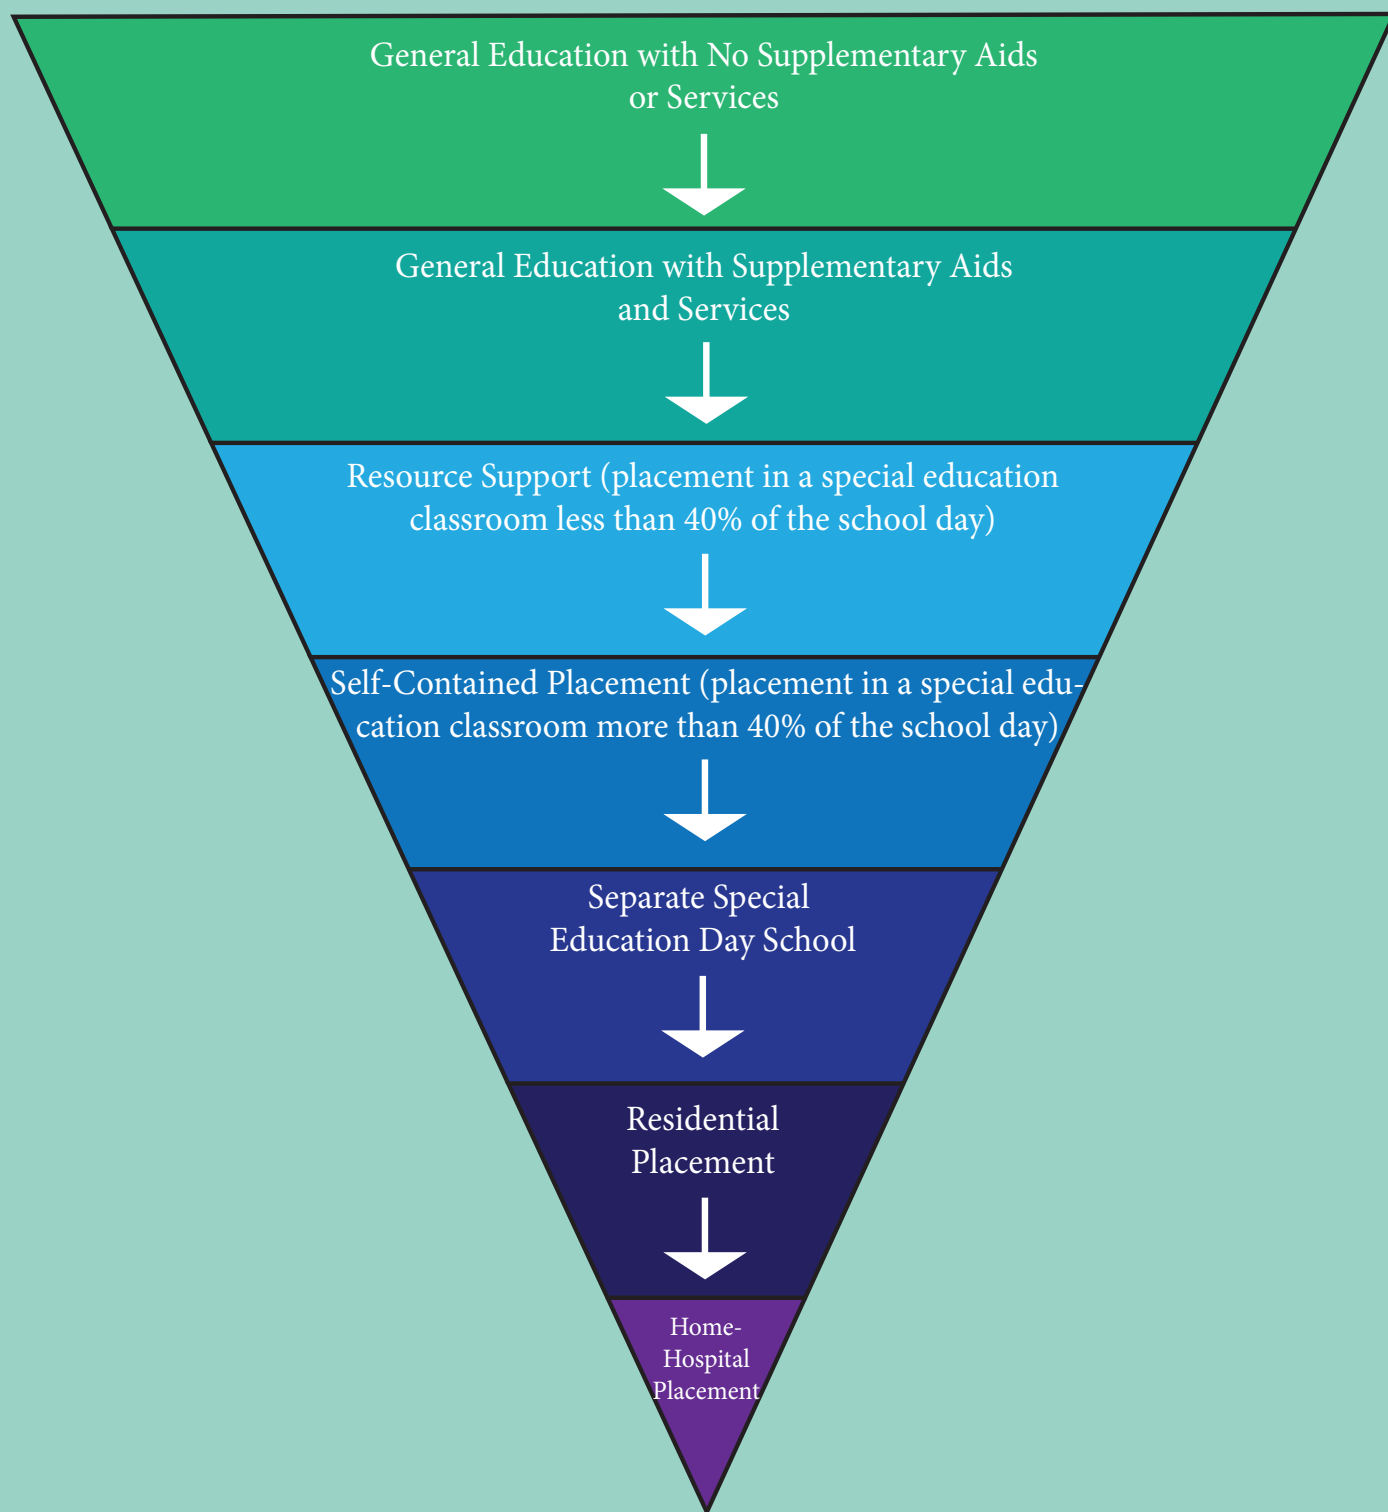 General Education with No Supplementary Aids
or Services
General Education with Supplementary Aids
and Services
Resource Support (placement in a special education
classroom less than 40% of the school day)
Self-Contained Placement (placement in a special edu-
cation classroom more than 40% of the school day)
Separate Special
Education Day School
Residential
Placement
Home-
Hospital
Placement